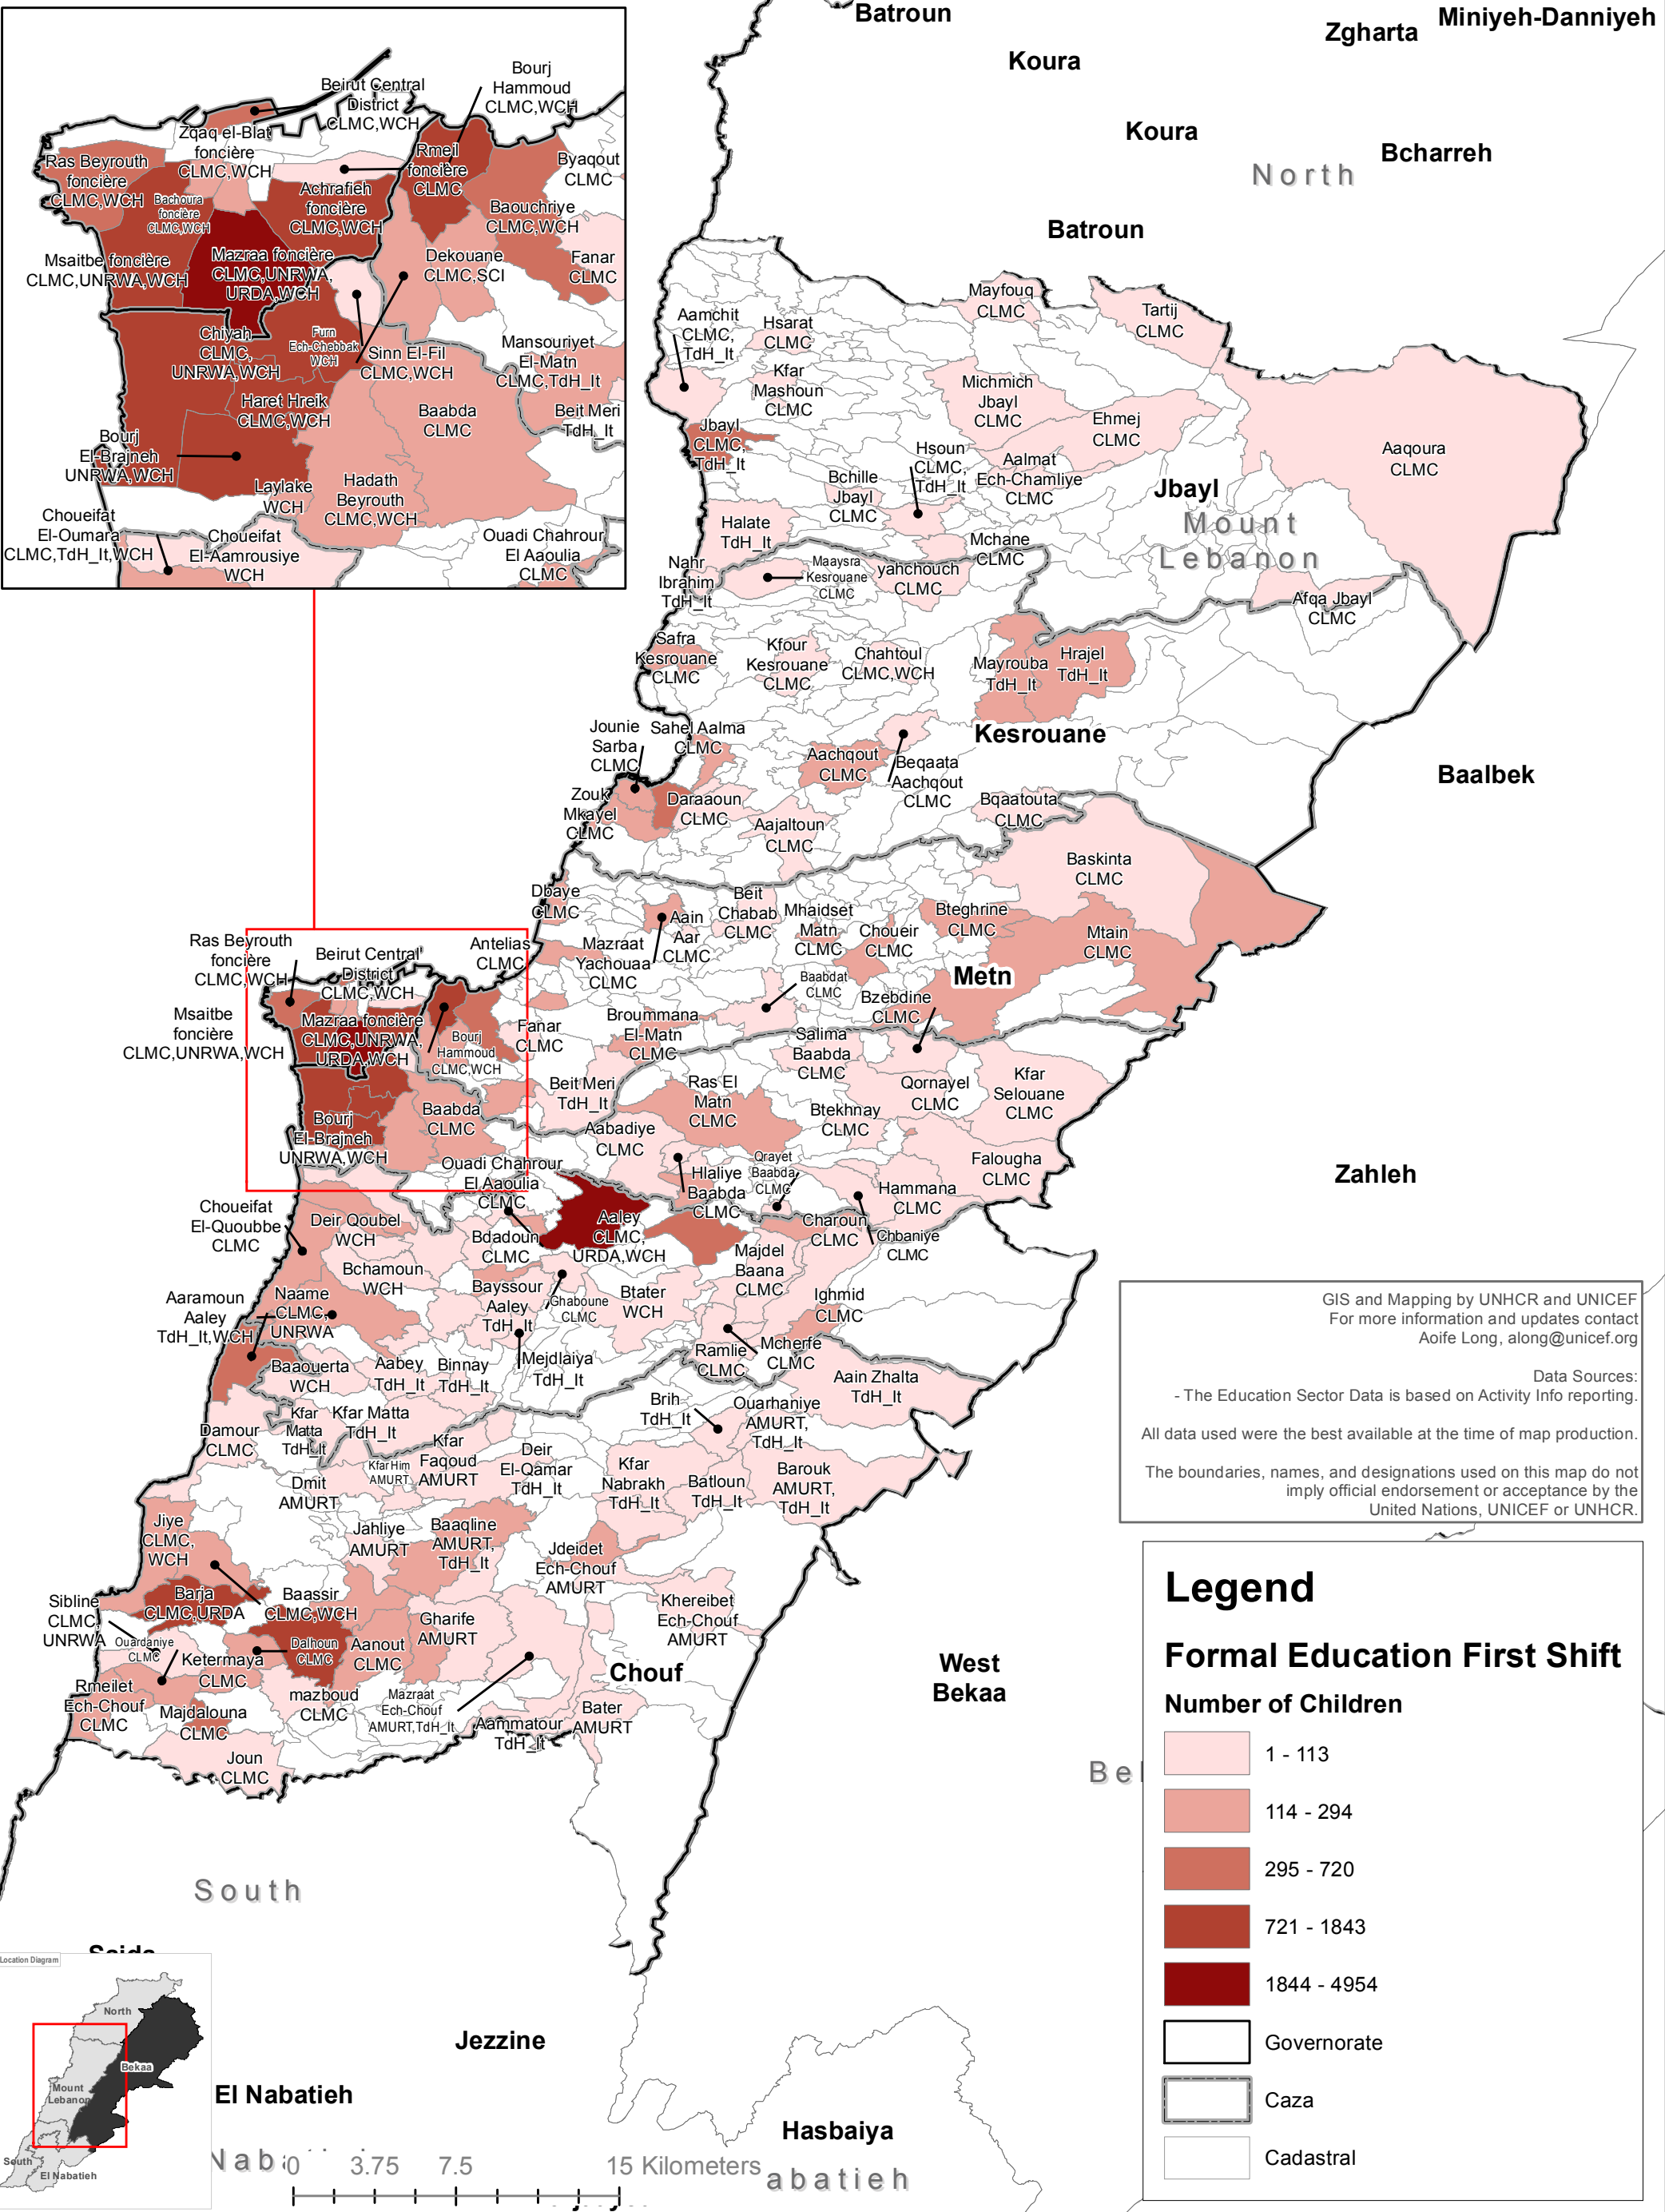 Batroun
Miniyeh-Danniyeh
Zgharta
Koura
Koura
Bcharreh
North
Batroun
Beirut Central
District
CLMC,WCH
Bourj
Hammoud
CLMC,WCH
Zqaq el-Blat
foncière
CLMC,WCH
Ras Beyrouth
foncière
CLMC,WCH
Bachoura
foncière
CLMC,WCH
Rmeil
foncière
CLMC
Byaqout
CLMC
Achrafieh
foncière
CLMC,WCH
Baouchriye
CLMC,WCH
Msaitbe foncière
CLMC,UNRWA,WCH
Mazraa foncière
CLMC,UNRWA,
URDA,WCH
Dekouane
CLMC,SCI
Fanar
CLMC
Chiyah
CLMC,
UNRWA,WCH
Furn
Ech-Chebbak
WCH
Sinn El-Fil
CLMC,WCH
Mansouriyet
El-Matn
CLMC,TdH_It
Haret Hreik
CLMC,WCH
Baabda
CLMC
Beit Meri
TdH_It
Bourj
El-Brajneh
UNRWA,WCH
Laylake
WCH
Hadath
Beyrouth
CLMC,WCH
Choueifat
El-Oumara
CLMC,TdH_It,WCH
Choueifat
El-Aamrousiye
WCH
Ouadi Chahrour
El Aaoulia
CLMC
Mayfouq
CLMC
Tartij
CLMC
Aamchit
CLMC,
TdH_It
Hsarat
CLMC
Kfar
Mashoun
CLMC
Michmich
Jbayl
CLMC
Ehmej
CLMC
Aaqoura
CLMC
Jbayl
CLMC,
TdH_It
Hsoun
CLMC,
TdH_It
Aalmat
Ech-Chamliye
CLMC
Bchille
Jbayl
CLMC
Jbayl
Mount
Lebanon
Halate
TdH_It
Mchane
CLMC
Nahr
Ibrahim
TdH_It
Maaysra
Kesrouane
CLMC
yahchouch
CLMC
Afqa Jbayl
CLMC
Safra
Kesrouane
CLMC
Kfour
Kesrouane
CLMC
Chahtoul
CLMC,WCH
Mayrouba
TdH_It
Hrajel
TdH_It
Kesrouane
Jounie
Sarba
CLMC
Sahel Aalma
CLMC
Aachqout
CLMC
Beqaata
Aachqout
CLMC
Baalbek
Zouk
Mkayel
CLMC
Daraaoun
CLMC
Aajaltoun
CLMC
Bqaatouta
CLMC
Baskinta
CLMC
Dbaye
CLMC
Aain
Aar
CLMC
Beit
Chabab
CLMC
Mhaidset
Matn
CLMC
Choueir
CLMC
Bteghrine
CLMC
Mtain
CLMC
Metn
Ras Beyrouth
foncière
CLMC,WCH
Beirut Central
District
CLMC,WCH
Antelias
CLMC
Mazraat
Yachouaa
CLMC
Baabdat
CLMC
Bzebdine
CLMC
Msaitbe
foncière
CLMC,UNRWA,WCH
Mazraa foncière
CLMC,UNRWA,
URDA,WCH
Bourj
Hammoud
CLMC,WCH
Fanar
CLMC
Broummana
El-Matn
CLMC
Salima
Baabda
CLMC
Beit Meri
TdH_It
Ras El
Matn
CLMC
Qornayel
CLMC
Kfar
Selouane
CLMC
Bourj
El-Brajneh
UNRWA,WCH
Baabda
CLMC
Aabadiye
CLMC
Btekhnay
CLMC
Ouadi Chahrour
El Aaoulia
CLMC
Hlaliye
Baabda
CLMC
Qrayet
Baabda
CLMC
Falougha
CLMC
Hammana
CLMC
Zahleh
Choueifat
El-Quoubbe
CLMC
Deir Qoubel
WCH
Bdadoun
CLMC
Aaley
CLMC,
URDA,WCH
Charoun
CLMC
Chbaniye
CLMC
Majdel
Baana
CLMC
Bchamoun
WCH
Bayssour
Aaley
TdH_It
Ghaboune
CLMC
Btater
WCH
Ighmid
CLMC
Aaramoun
Aaley
TdH_It,WCH
Naame
CLMC,
UNRWA
Ramlie
CLMC
Mcherfe
CLMC
Baaouerta
WCH
Aabey
TdH_It
Binnay
TdH_It
Mejdlaiya
TdH_It
Aain Zhalta
TdH_It
Brih
TdH_It
Ouarhaniye
AMURT,
TdH_It
Damour
CLMC
Kfar
Matta
TdH_It
Kfar Matta
TdH_It
KfarHim
AMURT
Kfar
Faqoud
AMURT
Deir
El-Qamar
TdH_It
Kfar
Nabrakh
TdH_It
Batloun
TdH_It
Barouk
AMURT,
TdH_It
Dmit
AMURT
Jiye
CLMC,
WCH
Jahliye
AMURT
Baaqline
AMURT,
TdH_It
Jdeidet
Ech-Chouf
AMURT
Sibline
CLMC,
UNRWA
Barja
CLMC,URDA
Baassir
CLMC,WCH
Gharife
AMURT
Khereibet
Ech-Chouf
AMURT
Ouardaniye
CLMC
Ketermaya
CLMC
Dalhoun
CLMC
Aanout
CLMC
Chouf
West
Bekaa
Rmeilet
Ech-Chouf
CLMC
Majdalouna
CLMC
mazboud
CLMC
Mazraat
Ech-Chouf
AMURT,TdH_It
Aammatour
TdH_It
Bater
AMURT
Joun
CLMC
GIS and Mapping by UNHCR and UNICEF
For more information and updates contact
Aoife Long, along@unicef.org
Data Sources:
- The Education Sector Data is based on Activity Info reporting.
All data used were the best available at the time of map production.
The boundaries, names, and designations used on this map do not
imply official endorsement or acceptance by the
United Nations, UNICEF or UNHCR.
Legend
Formal Education First Shift
Number of Children
1 - 113
114 - 294
295 - 720
721 - 1843
1844 - 4954
Governorate
Caza
Cadastral
South
Location Diagram
North
Bekaa
Mount
Lebanon
South
El Nabatieh
Jezzine
El Nabatieh
Hasbaiya
abatieh
0 3.75 7.5 15 Kilometers